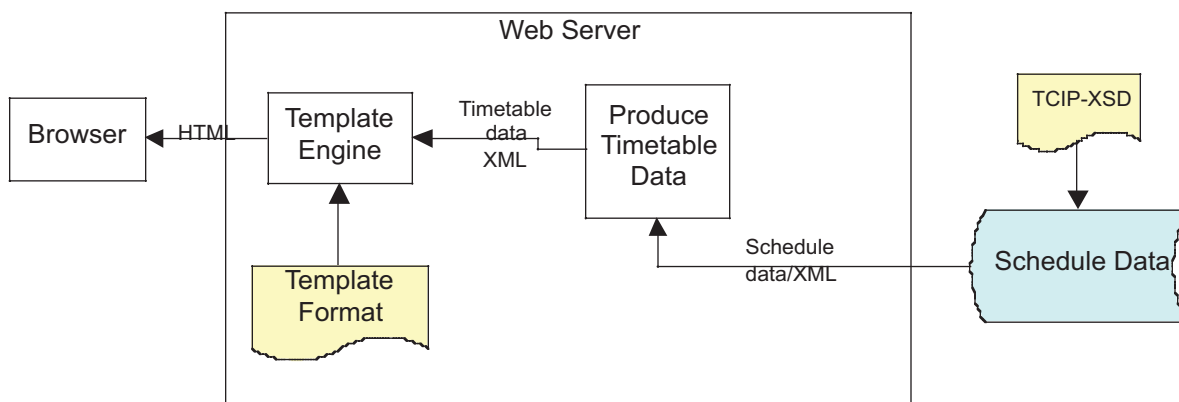 Web Server
Browser
HTML
Template
Engine
Timetable
data
XML
Produce
Timetable
Data
TCIP-XSD
Schedule
data/XML
Schedule Data
Template
Format